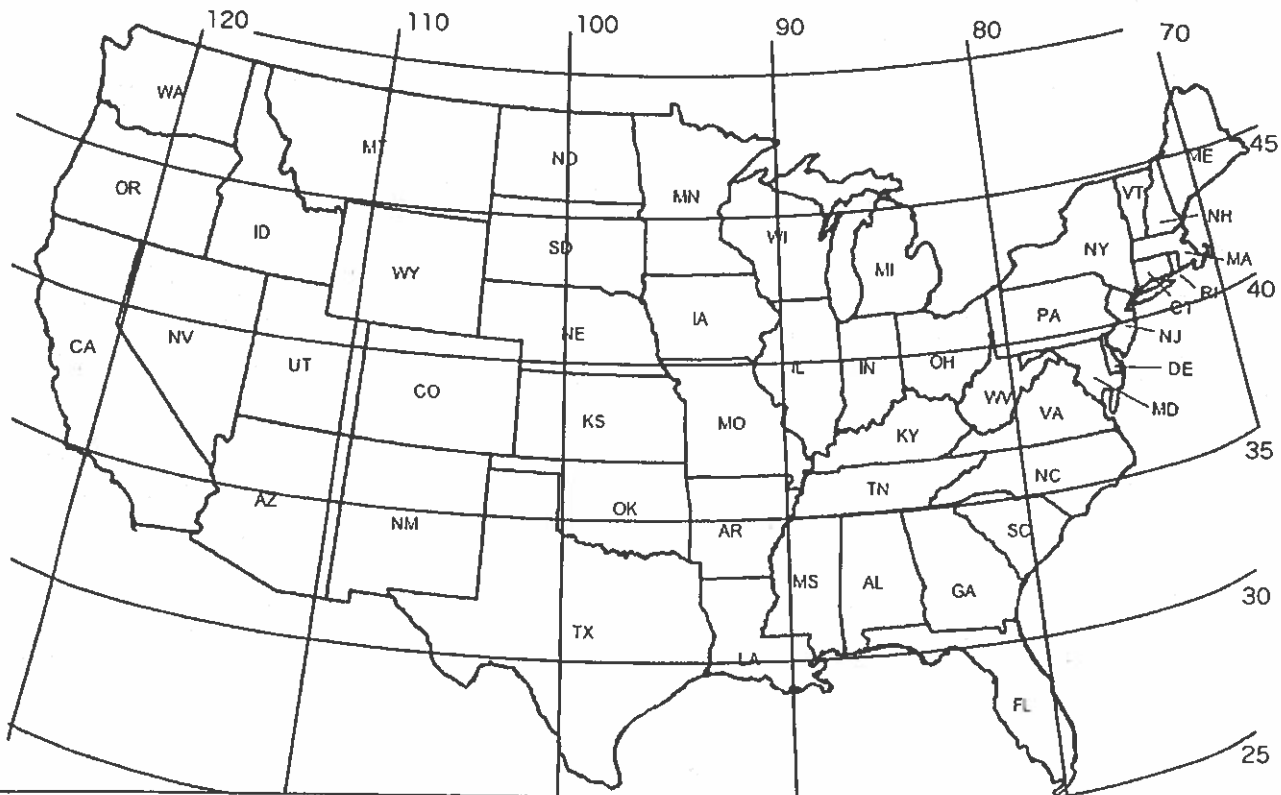 120 110 100 90 80 70
WA
MT
ND
MN
ME
45
OR
VT
NH
ID
SD
WI
NY
MA
WY
MI
RI
40
IA
PA
CT
NV
NE
NJ
CA
UT
CO
IL
IN
OH
DE
WV
MD
KS
MO
KY
VA
35
TN
NC
AZ
NM
OK
AR
SC
MS
AL
GA
30
TX
LA
FL
25